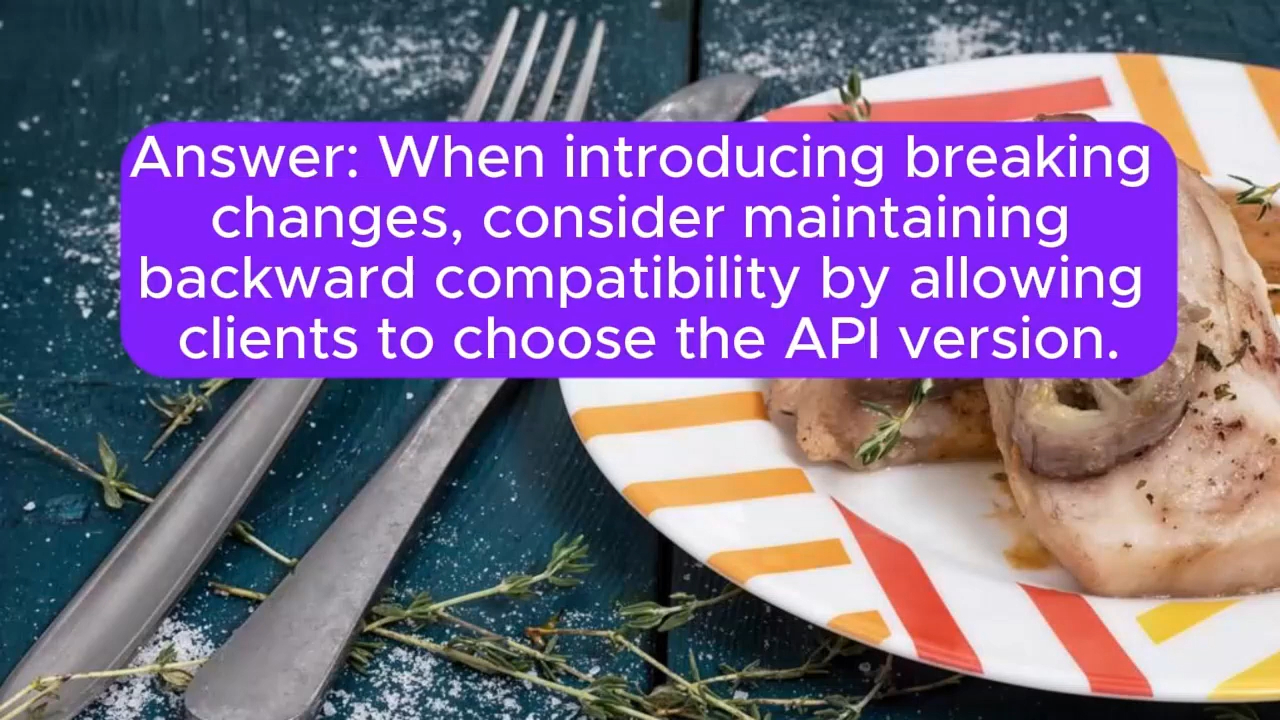 Answer: When introducing breaking
changes, consider maintaining
backward compatibility by allowing
clients to choose the API version.